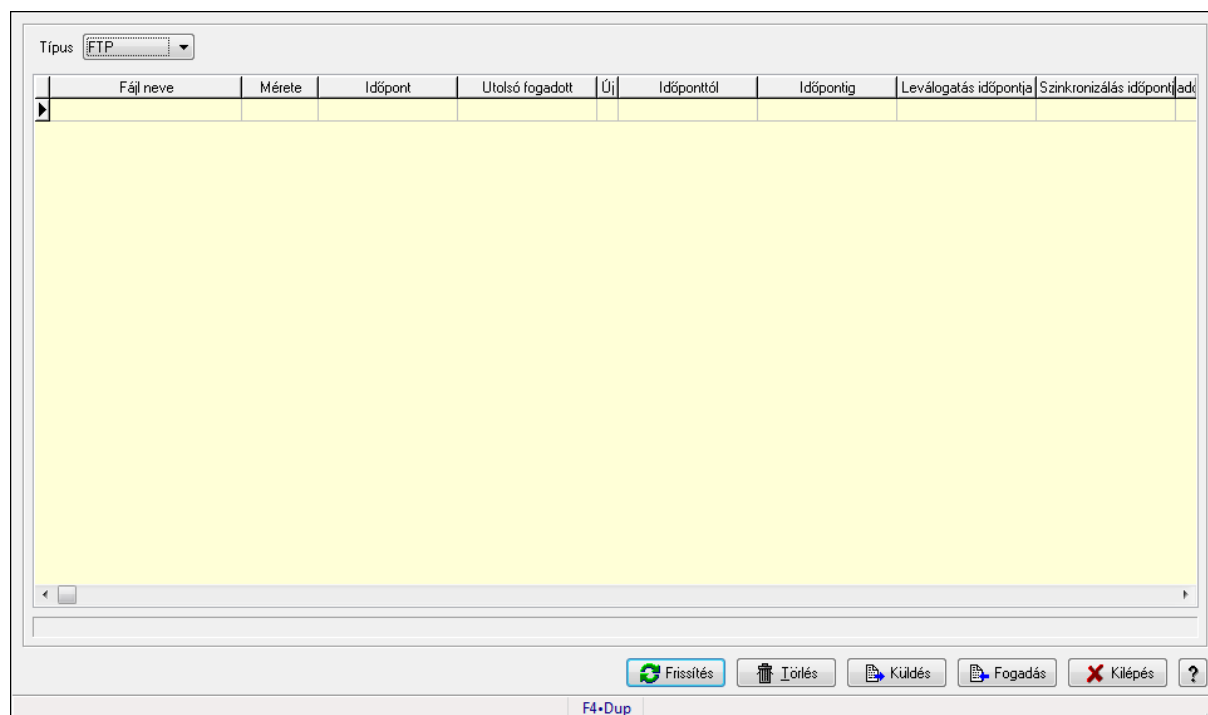 Típus FTP
Fájl neve Mérete Időpont Utolsó fogadott Új Időponttól Időpontig Leválogatás időpontja Szinkronizálás időpontj
Frissítés Törlés Küldés Fogadás Kilépés ?
F4•Dup